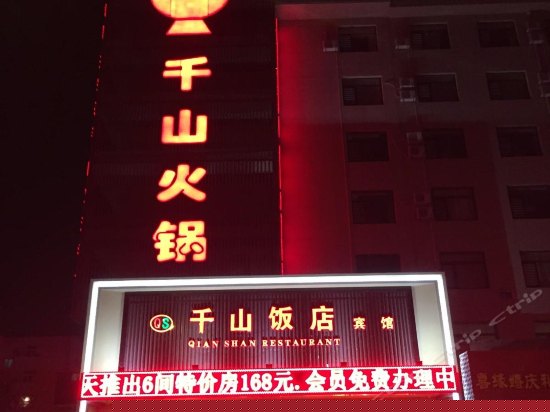 千山火锅
QS 千山饭店 宾馆
QIAN SHAN RESTAURANT
天推出6间特价房168元.会员免费办理中